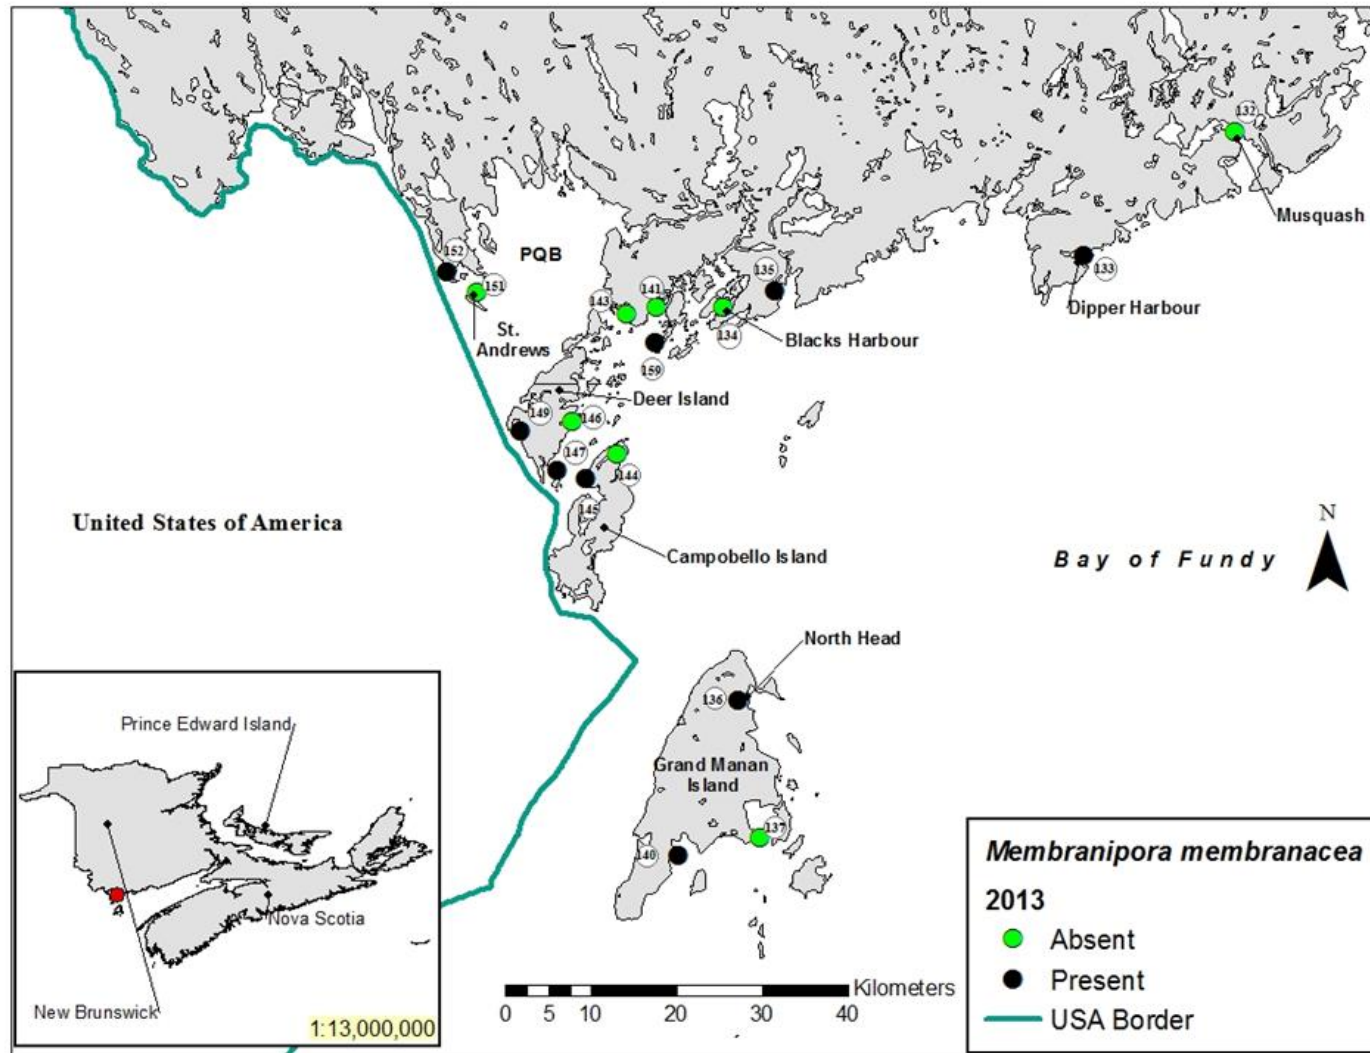 132
Musquash
152
PQB
151
135
133
143
141
St.
Andrews
134
Dipper Harbour
Blacks Harbour
159
Deer Island
149
146
147
144
145
United States of America
Campobello Island
Bay of Fundy
N
North Head
136
Grand Manan
Island
137
140
Prince Edward Island
Nova Scotia
New Brunswick
1:13,000,000
Kilometers
0 5 10 20 30 40
Membranipora membranacea
2013
Absent
Present
USA Border